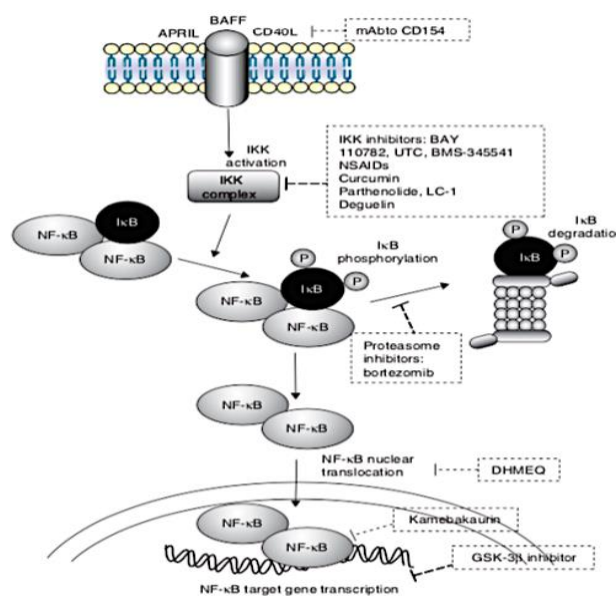 BAFF
APRIL
CD40L
mAbto CD154
IKK
activation
IKK
complex
IKK inhibitors: BAY
110782, UTC, BMS-345541
NSAIDs
Curcumin
Parthenolide, LC-1
Deguelin
IκB
NF-κB
NF-κB
P
P
IκB
NF-κB
NF-κB
IκB
phosphorylation
P
P
IκB
IκB
degradatio
Proteasome
inhibitors:
bortezomib
NF-κB
NF-κB
NF-κB nuclear
translocation
DHMEQ
NF-κB
NF-κB
Kamebakaurin
GSK-3β inhibitor
NF-κB target gene transcription